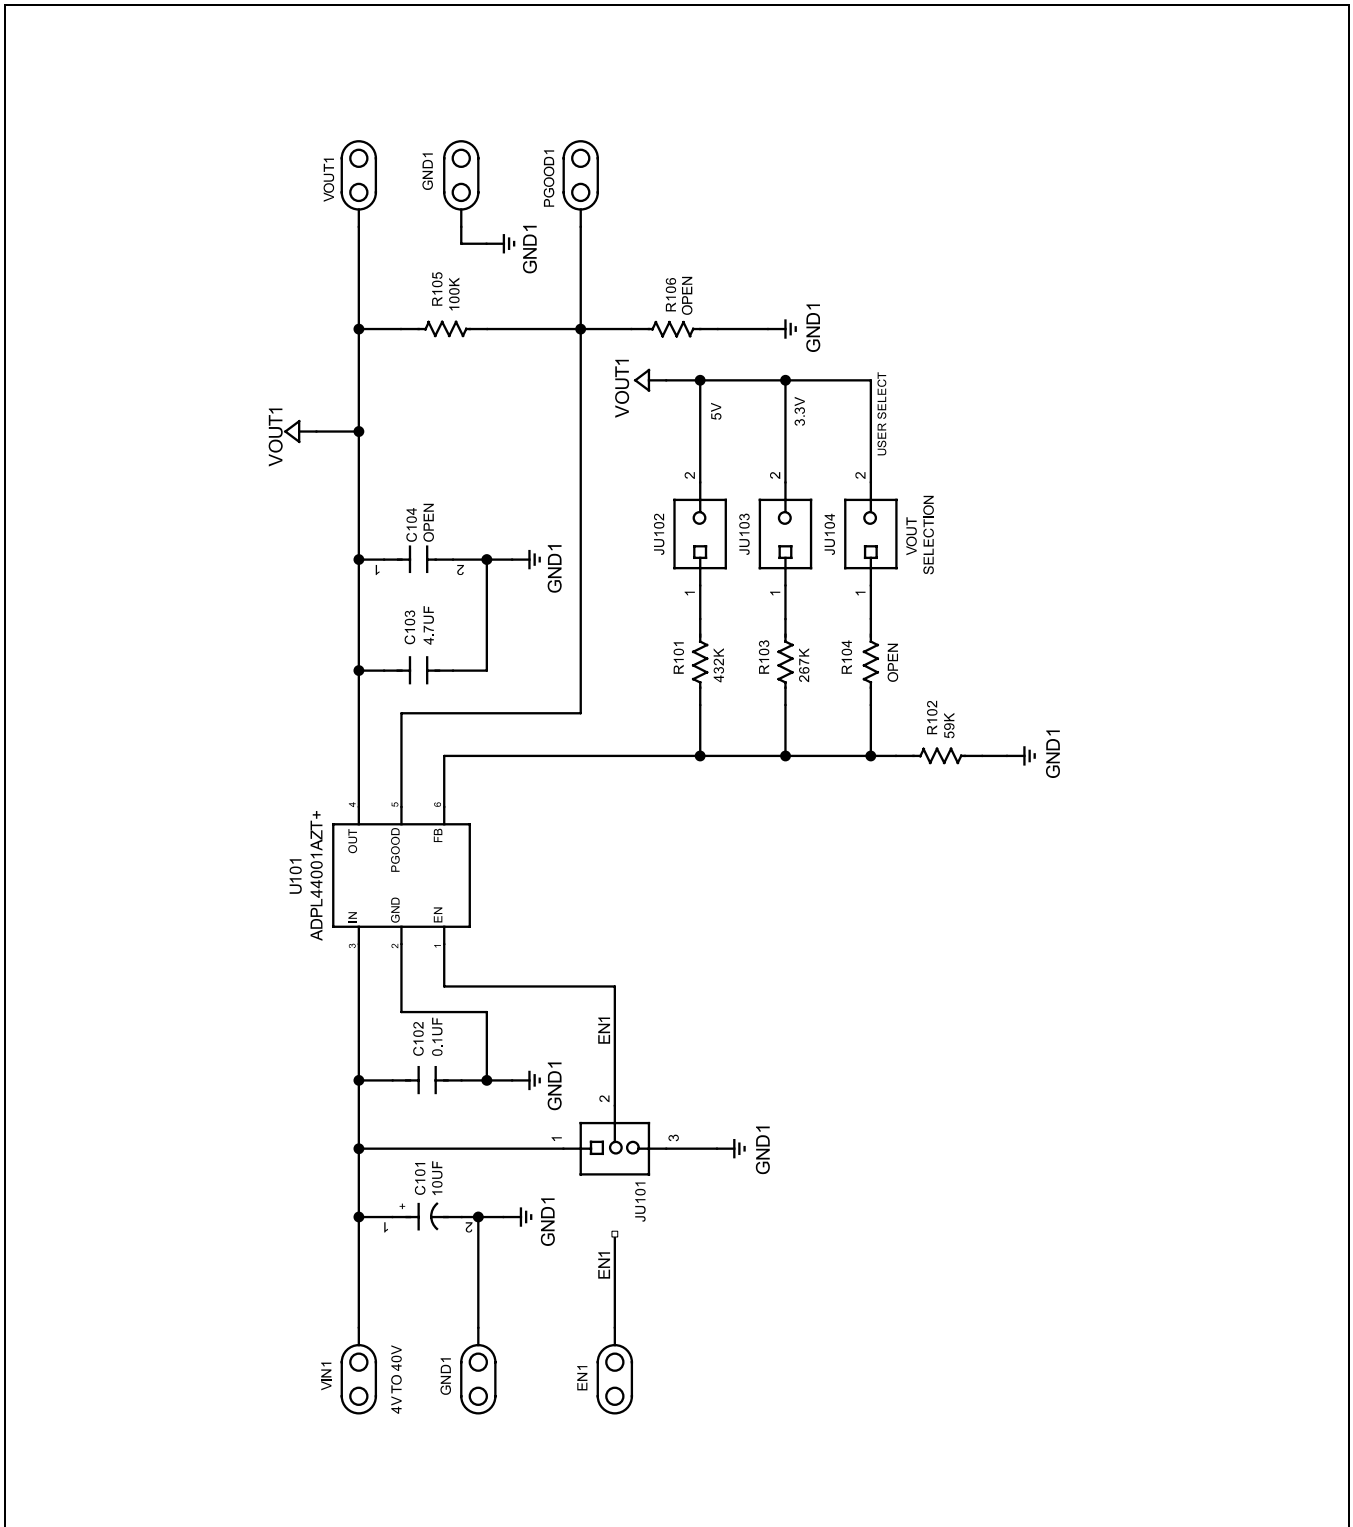 VIN1
4V TO 40V
GND1
EN1
EN1
1
+
C101
10UF
2
GND1
JU101
1
2
3
GND1
EN1
C102
0.1UF
GND1
U101
ADPL44001AZT+
3
IN
2
GND
1
EN
OUT
4
PGOOD
5
FB
6
C103
4.7UF
C104
OPEN
1
2
GND1
VOUT1
R105
100K
R106
OPEN
GND1
VOUT1
GND1
GND1
PGOOD1
R101
432K
1
JU102
2
5V
VOUT1
R103
267K
1
JU103
2
3.3V
R104
OPEN
1
JU104
2
USER SELECT
VOUT
SELECTION
R102
59K
GND1